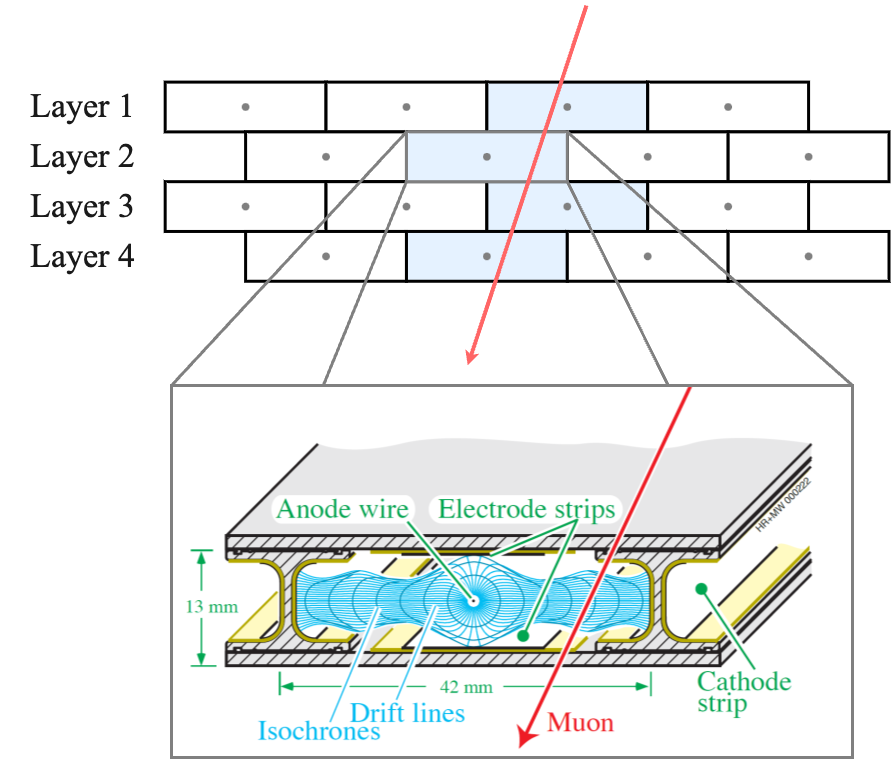 Layer 1
Layer 2
Layer 3
Layer 4
Anode wire
Electrode strips
HR+MW 000222
13 mm
42 mm
Cathode
strip
Drift lines
Isochrones
Muon